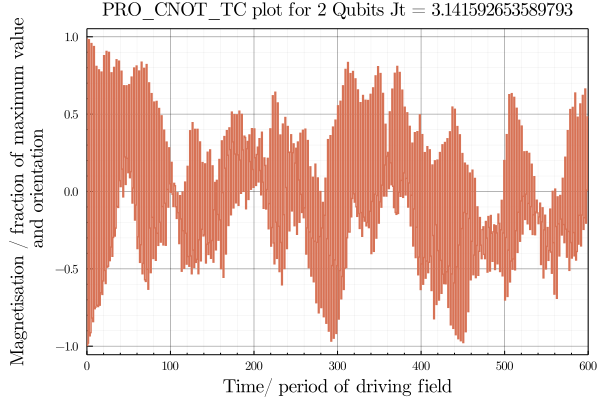 PRO_CNOT_TC plot for 2 Qubits Jt = 3.141592653589793
Magnetisation / fraction of maximum value
and orientation
1.0
0.5
0.0
−0.5
−1.0
0 100 200 300 400 500 600
Time/ period of driving field